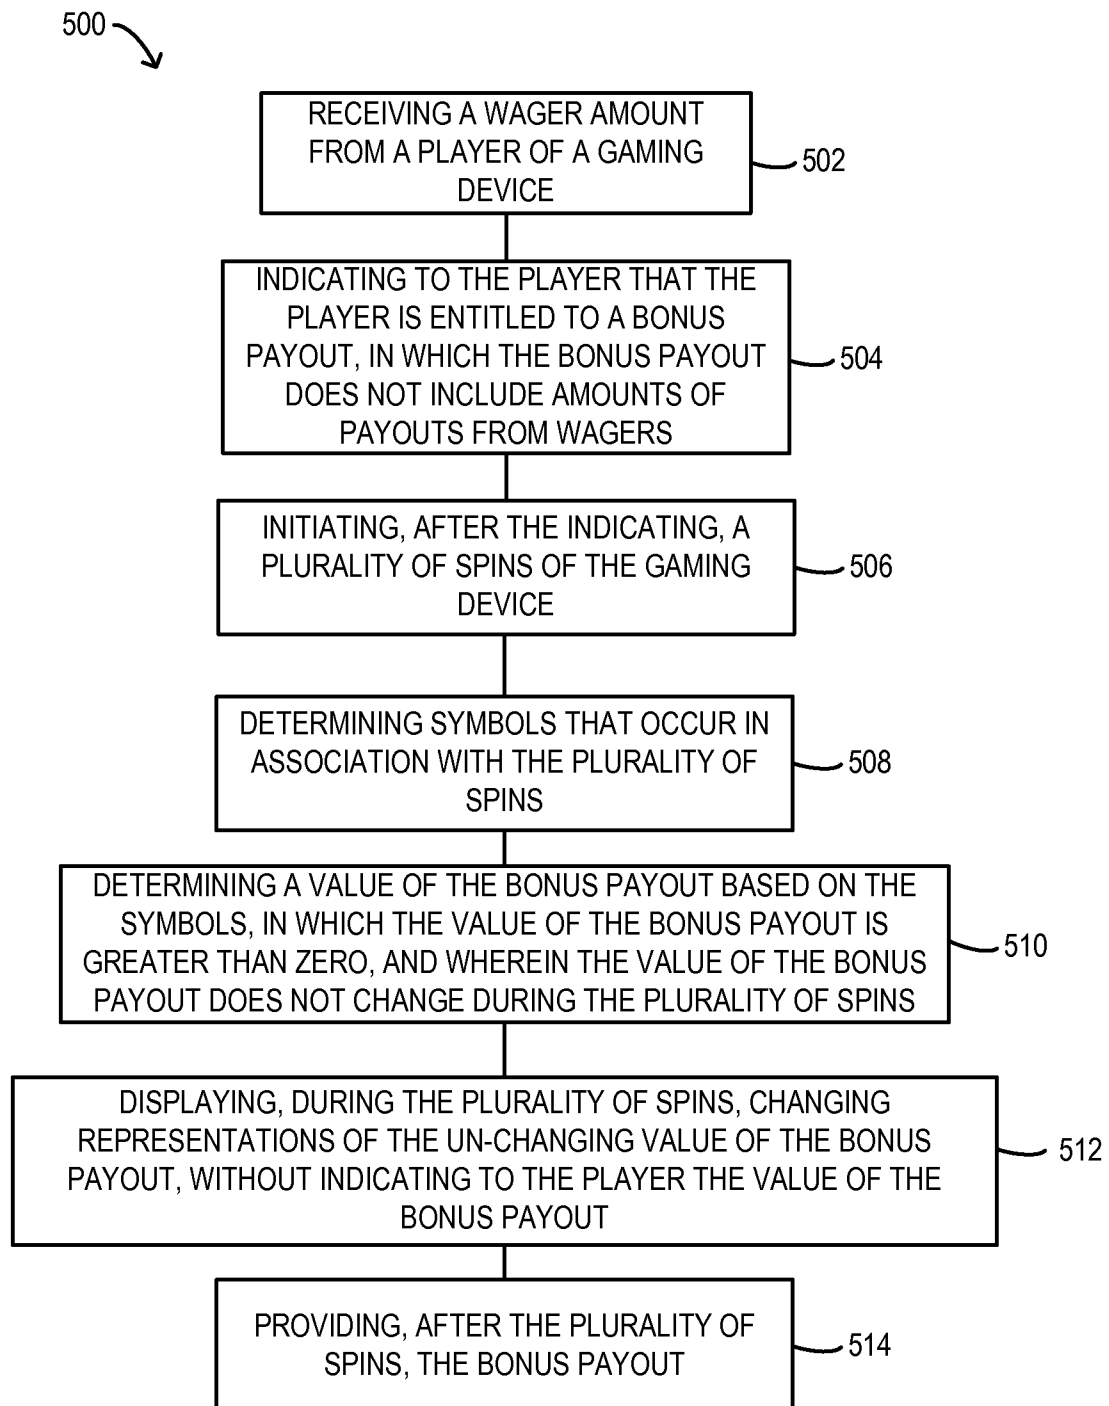 500
RECEIVING A WAGER AMOUNT
FROM A PLAYER OF A GAMING
DEVICE
502
INDICATING TO THE PLAYER THAT THE
PLAYER IS ENTITLED TO A BONUS
PAYOUT, IN WHICH THE BONUS PAYOUT
DOES NOT INCLUDE AMOUNTS OF
PAYOUTS FROM WAGERS
504
INITIATING, AFTER THE INDICATING, A
PLURALITY OF SPINS OF THE GAMING
DEVICE
506
DETERMINING SYMBOLS THAT OCCUR IN
ASSOCIATION WITH THE PLURALITY OF
SPINS
508
DETERMINING A VALUE OF THE BONUS PAYOUT BASED ON THE
SYMBOLS, IN WHICH THE VALUE OF THE BONUS PAYOUT IS
GREATER THAN ZERO, AND WHEREIN THE VALUE OF THE BONUS
PAYOUT DOES NOT CHANGE DURING THE PLURALITY OF SPINS
510
DISPLAYING, DURING THE PLURALITY OF SPINS, CHANGING
REPRESENTATIONS OF THE UN-CHANGING VALUE OF THE BONUS
PAYOUT, WITHOUT INDICATING TO THE PLAYER THE VALUE OF THE
BONUS PAYOUT
512
PROVIDING, AFTER THE PLURALITY OF
SPINS, THE BONUS PAYOUT
514